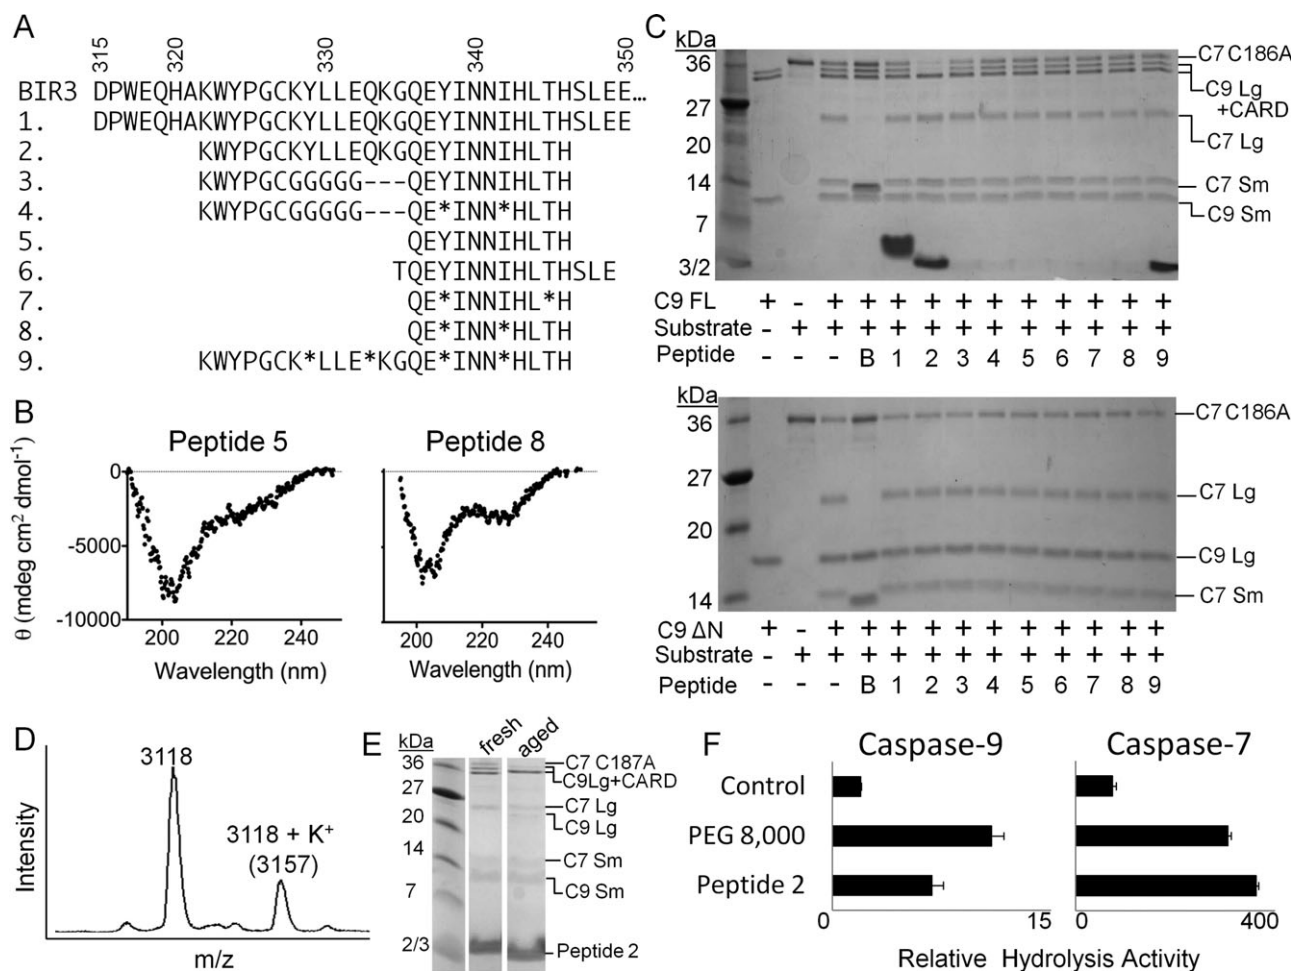 A
315 320 330 340 350
BIR3 DPWEQHAKWYPGCKYLLEQKGQEYINNIHLTHSLEE...
1. DPWEQHAKWYPGCKYLLEQKGQEYINNIHLTHSLEE
2. KWYPGCKYLLEQKGQEYINNIHLTH
3. KWYPGCGGGGG---QEYINNIHLTH
4. KWYPGCGGGGG---QE*INN*HLTH
5. QEYINNIHLTH
6. TQEYINNIHLTHSLE
7. QE*INNIHL*H
8. QE*INN*HLTH
9. KWYPGCK*LLE*KGQE*INN*HLTH
B
Peptide 5 Peptide 8
θ (mdeg cm² dmol⁻¹)
0
-5000
-10000
200 220 240 200 220 240
Wavelength (nm) Wavelength (nm)
C
kDa
36
27
20
14
7
3/2
C7 C186A
C9 Lg
+CARD
C7 Lg
C7 Sm
C9 Sm
C9 FL + - + + + + + + + + + + +
Substrate - + + + + + + + + + + + +
Peptide - - - B 1 2 3 4 5 6 7 8 9
kDa
36
27
20
14
C7 C186A
C7 Lg
C9 Lg
C7 Sm
C9 ΔN + - + + + + + + + + + + +
Substrate - + + + + + + + + + + + +
Peptide - - - B 1 2 3 4 5 6 7 8 9
D
Intensity
3118
3118 + K⁺
(3157)
m/z
E
kDa fresh aged
36
27
20
14
7
2/3
C7 C187A
C9Lg+CARD
C7 Lg
C9 Lg
C7 Sm
C9 Sm
Peptide 2
F
Caspase-9 Caspase-7
Control
PEG 8,000
Peptide 2
0 15 0 400
Relative Hydrolysis Activity